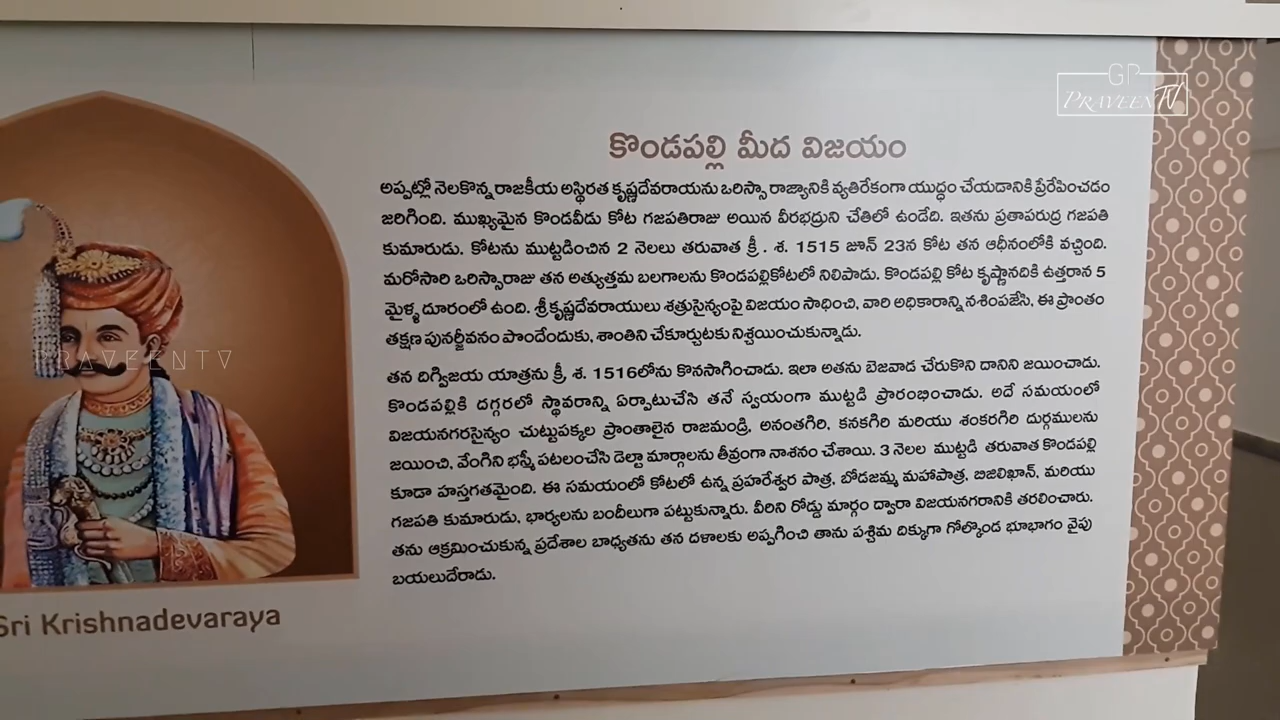 GP
PRAVEENTV
కొండపల్లి మీద విజయం
అప్పట్లో నెలకొన్న రాజకీయ అస్థిరత కృష్ణదేవరాయను ఒరిస్సా రాజ్యానికి వ్యతిరేకంగా యుద్ధం చేయడానికి ప్రేరేపించడం
జరిగింది. ముఖ్యమైన కొండవీడు కోట గజపతిరాజు అయిన వీరభద్రుని చేతిలో ఉండేది. ఇతను ప్రతాపరుద్ర గజపతి
కుమారుడు. కోటను ముట్టడించిన 2 నెలలు తరువాత క్రీ . శ. 1515 జూన్ 23న కోట తన ఆధీనంలోకి వచ్చింది.
మరోసారి ఒరిస్సారాజు తన అత్యుత్తమ బలగాలను కొండపల్లికోటలో నిలిపాడు. కొండపల్లి కోట కృష్ణానదికి ఉత్తరాన 5
మైళ్ళ దూరంలో ఉంది. శ్రీకృష్ణదేవరాయులు శత్రుసైన్యంపై విజయం సాధించి, వారి అధికారాన్ని నశింపజేసి, ఈ ప్రాంతం
తక్షణ పునర్జీవనం పొందేందుకు, శాంతిని చేకూర్చుటకు నిశ్చయించుకున్నాడు.
తన దిగ్విజయ యాత్రను క్రీ, శ. 1516లోను కొనసాగించాడు. ఇలా అతను బెజవాడ చేరుకొని దానిని జయించాడు.
కొండపల్లికి దగ్గరలో స్థావరాన్ని ఏర్పాటుచేసి తనే స్వయంగా ముట్టడి ప్రారంభించాడు. అదే సమయంలో
విజయనగరసైన్యం చుట్టుపక్కల ప్రాంతాలైన రాజమండ్రి, అనంతగిరి, కనకగిరి మరియు శంకరగిరి దుర్గములను
జయించి, వేంగిని భస్మీ పటలంచేసి డెల్టా మార్గాలను తీవ్రంగా నాశనం చేశాయి. 3 నెలల ముట్టడి తరువాత కొండపల్లి
కూడా హస్తగతమైంది. ఈ సమయంలో కోటలో ఉన్న ప్రహరేశ్వర పాత్ర, బోడజమ్మ మహాపాత్ర, బిజిలిఖాన్, మరియు
గజపతి కుమారుడు, భార్యలను బందీలుగా పట్టుకున్నారు. వీరిని రోడ్డు మార్గం ద్వారా విజయనగరానికి తరలించారు.
తను ఆక్రమించుకున్న ప్రదేశాల బాధ్యతను తన దళాలకు అప్పగించి తాను పశ్చిమ దిక్కుగా గోల్కొండ భూభాగం వైపు
బయలుదేరాడు.
PRAVEENTV
Sri Krishnadevaraya